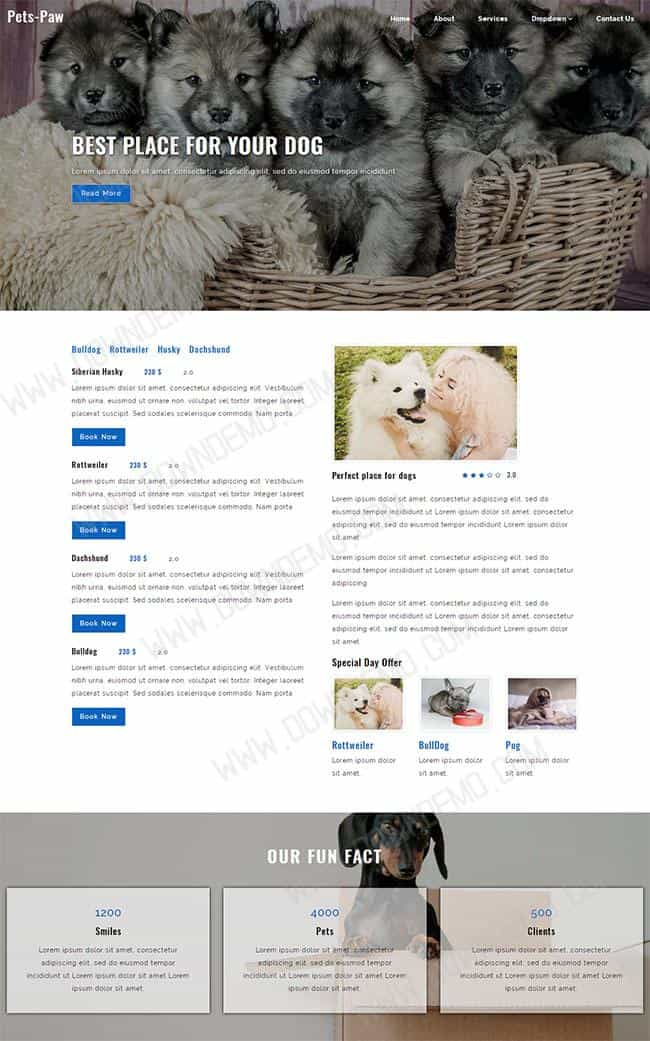 Pets-Paw
Home About Services Dropdown Contact Us
BEST PLACE FOR YOUR DOG
Lorem ipsum dolor sit amet, consectetur adipiscing elit, sed do eiusmod tempor incididunt
Read More
Bulldog Rottweiler Husky Dachshund
Siberian Husky 230 $ 2.0
Lorem ipsum dolor sit amet, consectetur adipiscing elit. Vestibulum
nibh urna, euismod ut ornare non, volutpat vel tortor. Integer laoreet
placerat suscipit. Sed sodales scelerisque commodo. Nam porta
Book Now
Rottweiler 230 $ 2.0
Lorem ipsum dolor sit amet, consectetur adipiscing elit. Vestibulum
nibh urna, euismod ut ornare non, volutpat vel tortor. Integer laoreet
placerat suscipit. Sed sodales scelerisque commodo. Nam porta
Book Now
Dachshund 230 $ 2.0
Lorem ipsum dolor sit amet, consectetur adipiscing elit. Vestibulum
nibh urna, euismod ut ornare non, volutpat vel tortor. Integer laoreet
placerat suscipit. Sed sodales scelerisque commodo. Nam porta
Book Now
Bulldog 230 $ 2.0
Lorem ipsum dolor sit amet, consectetur adipiscing elit. Vestibulum
nibh urna, euismod ut ornare non, volutpat vel tortor. Integer laoreet
placerat suscipit. Sed sodales scelerisque commodo. Nam porta
Book Now
Perfect place for dogs 3.0
Lorem ipsum dolor sit amet, consectetur adipiscing elit, sed do
eiusmod tempor incididunt ut Lorem ipsum dolor sit amet, consectetur
adipiscing elit, sed do eiusmod tempor incididunt ut Lorem ipsum dolor
sit amet
Lorem ipsum dolor sit amet, consectetur adipiscing elit, sed do
eiusmod tempor incididunt ut Lorem ipsum dolor sit amet, consectetur
adipiscing
Lorem ipsum dolor sit amet, consectetur adipiscing elit, sed do
eiusmod tempor incididunt ut Lorem ipsum dolor sit amet, consectetur
adipiscing elit, sed do eiusmod tempor incididunt ut Lorem ipsum dolor
sit amet
Special Day Offer
Rottweiler
Lorem ipsum dolor
sit amet,
BullDog
Lorem ipsum dolor
sit amet,
Pug
Lorem ipsum dolor
sit amet,
OUR FUN FACT
1200
Smiles
Lorem ipsum dolor sit amet, consectetur
adipiscing elit, sed do eiusmod tempor
incididunt ut Lorem ipsum dolor sit amet Lorem
ipsum dolor sit amet
4000
Pets
Lorem ipsum dolor sit amet, consectetur
adipiscing elit, sed do eiusmod tempor
incididunt ut Lorem ipsum dolor sit amet Lorem
ipsum dolor sit amet
500
Clients
Lorem ipsum dolor sit amet, consectetur
adipiscing elit, sed do eiusmod tempor
incididunt ut Lorem ipsum dolor sit amet Lorem
ipsum dolor sit amet
WWW.DOWNDEMO.COM